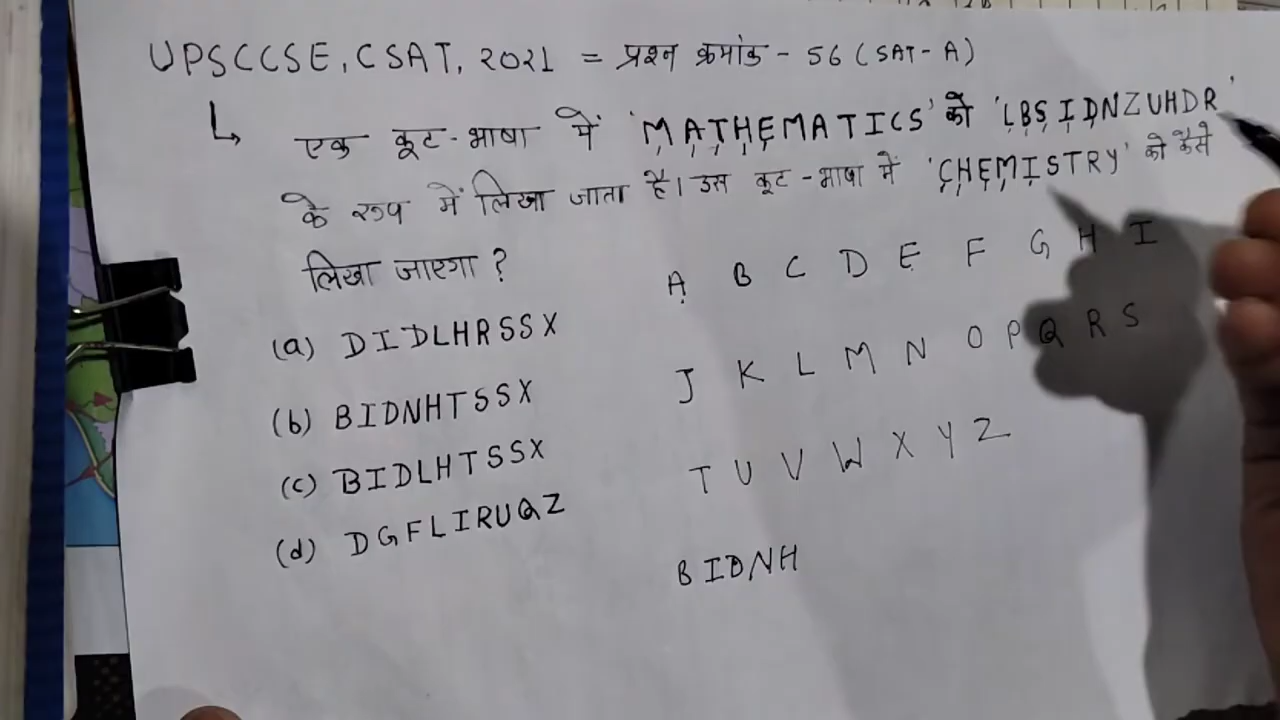 UPSCCSE, CSAT, 2021 = प्रश्न क्रमांक - 56 (SAT - A)
↳ एक कूट-भाषा में 'MATHEMATICS' को 'LBSIDNZUHDR'
के रूप में लिखा जाता है। उस कूट-भाषा में 'CHEMISTRY' को कैसे
लिखा जाएगा ?
(a) DIDLHRSSX
(b) BIDNHTSSX
(c) BIDLHTSSX
(d) DGFLIRUQZ
A B C D E F G H I
J K L M N O P Q R S
T U V W X Y Z
BIDNH